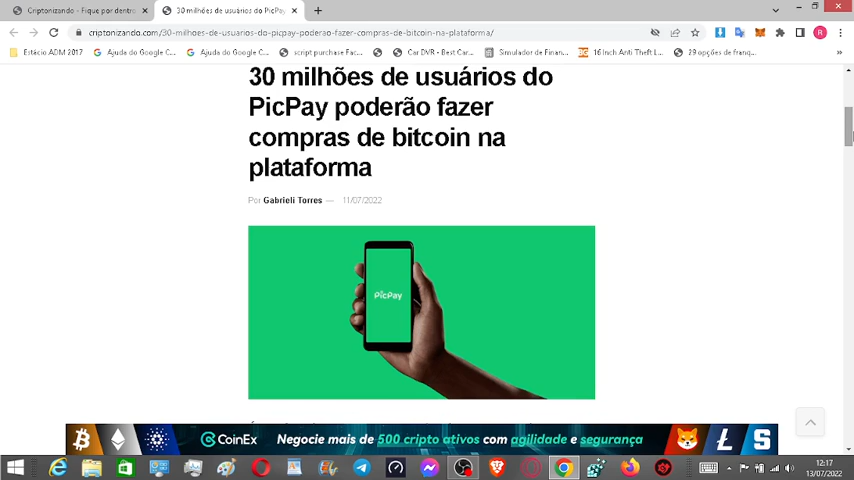 Criptonizando - Fique por dentro
30 milhões de usuários do PicPay
criptonizando.com/30-milhoes-de-usuarios-do-picpay-poderao-fazer-compras-de-bitcoin-na-plataforma/
Estácio ADM 2017
Ajuda do Google C...
Ajuda do Google C...
script purchase Fac...
Car DVR - Best Car...
Simulador de Finan...
16 Inch Anti Theft L...
29 opções de franq...
30 milhões de usuários do
PicPay poderão fazer
compras de bitcoin na
plataforma
Por Gabrieli Torres — 11/07/2022
PicPay
CoinEx Negocie mais de 500 cripto ativos com agilidade e segurança
12:17
13/07/2022